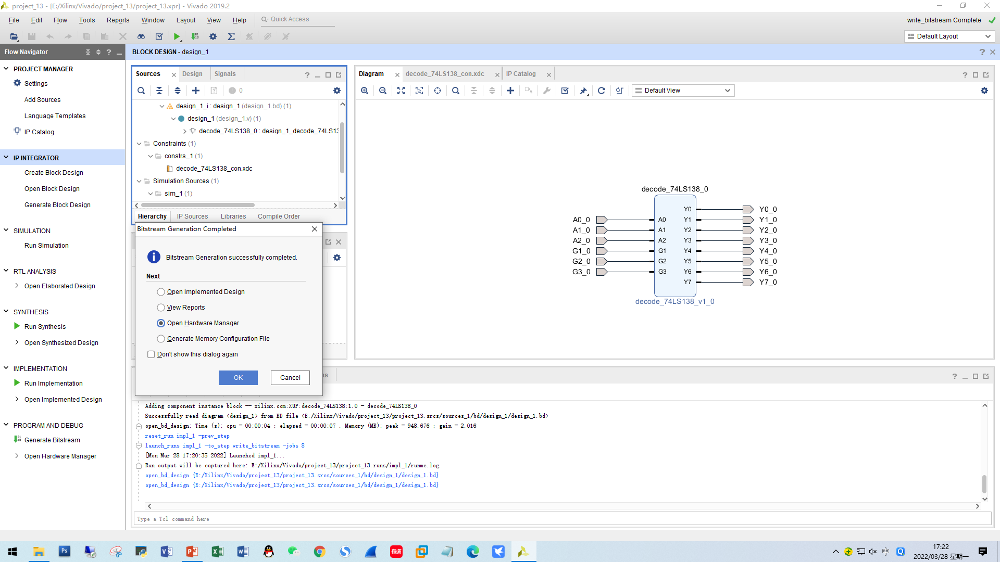 project_13 - [E:/Xilinx/Vivado/project_13/project_13.xpr] - Vivado 2019.2
File Edit Flow Tools Reports Window Layout View Help Quick Access
write_bitstream Complete
Default Layout
Flow Navigator
BLOCK DESIGN - design_1
PROJECT MANAGER
Settings
Add Sources
Language Templates
IP Catalog
IP INTEGRATOR
Create Block Design
Open Block Design
Generate Block Design
SIMULATION
Run Simulation
RTL ANALYSIS
Open Elaborated Design
SYNTHESIS
Run Synthesis
Open Synthesized Design
IMPLEMENTATION
Run Implementation
Open Implemented Design
PROGRAM AND DEBUG
Generate Bitstream
Open Hardware Manager
Sources Design Signals
0
design_1_i : design_1 (design_1.bd) (1)
design_1 (design_1.v) (1)
decode_74LS138_0 : design_1_decode_74LS13
Constraints (1)
constrs_1 (1)
decode_74LS138_con.xdc
Simulation Sources (1)
sim_1 (1)
Hierarchy IP Sources Libraries Compile Order
Bitstream Generation Completed
Bitstream Generation successfully completed.
Next
Open Implemented Design
View Reports
Open Hardware Manager
Generate Memory Configuration File
Don't show this dialog again
OK Cancel
Diagram decode_74LS138_con.xdc IP Catalog
Default View
decode_74LS138_0
A0_0
A1_0
A2_0
G1_0
G2_0
G3_0
A0
A1
A2
G1
G2
G3
Y0
Y1
Y2
Y3
Y4
Y5
Y6
Y7
Y0_0
Y1_0
Y2_0
Y3_0
Y4_0
Y5_0
Y6_0
Y7_0
decode_74LS138_v1_0
Adding component instance block -- xilinx.com:XUP:decode_74LS138:1.0 - decode_74LS138_0
Successfully read diagram <design_1> from BD file <E:/Xilinx/Vivado/project_13/project_13.srcs/sources_1/bd/design_1/design_1.bd>
open_bd_design: Time (s): cpu = 00:00:04 ; elapsed = 00:00:07 . Memory (MB): peak = 948.676 ; gain = 2.016
reset_run impl_1 -prev_step
launch_runs impl_1 -to_step write_bitstream -jobs 8
[Mon Mar 28 17:20:35 2022] Launched impl_1...
Run output will be captured here: E:/Xilinx/Vivado/project_13/project_13.runs/impl_1/runme.log
open_bd_design {E:/Xilinx/Vivado/project_13/project_13.srcs/sources_1/bd/design_1/design_1.bd}
open_bd_design {E:/Xilinx/Vivado/project_13/project_13.srcs/sources_1/bd/design_1/design_1.bd}
Type a Tcl command here
Ps
有道
中
17:22
2022/03/28 星期一